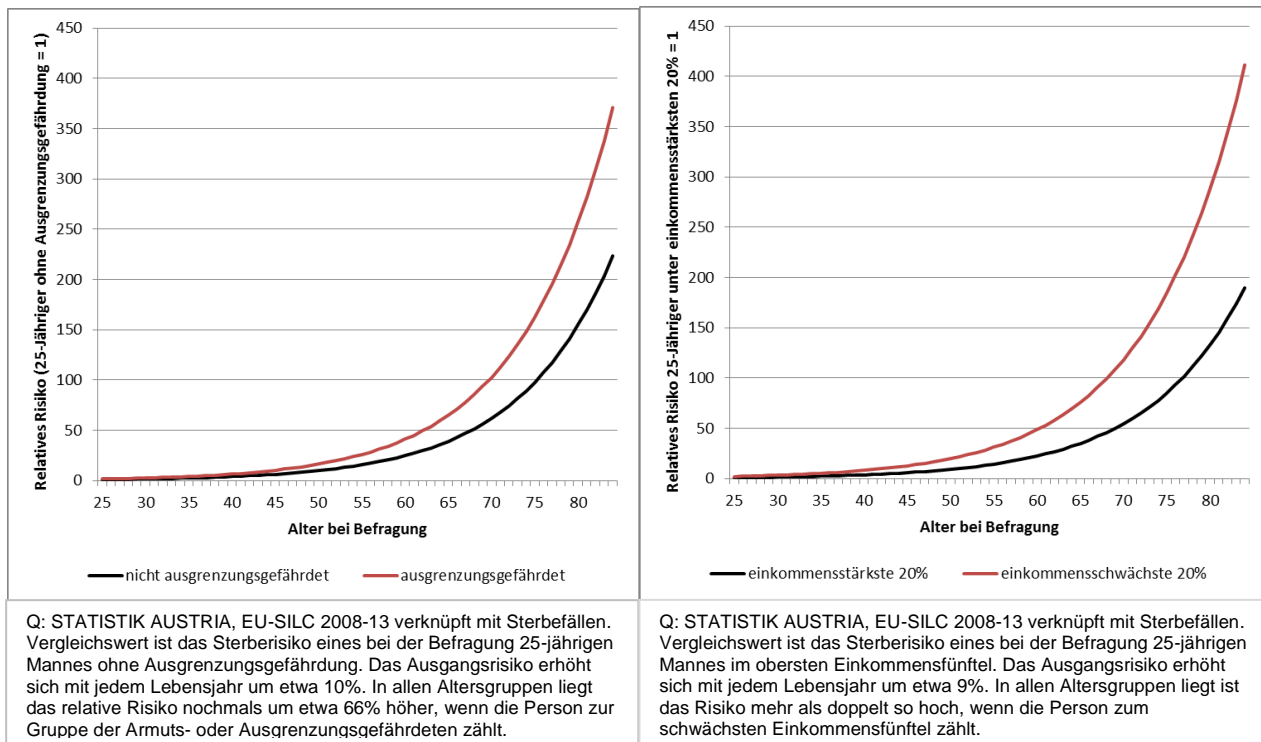 Relatives Risiko (25-Jähriger ohne Ausgrenzungsgefährdung = 1)
450
400
350
300
250
200
150
100
50
0
25 30 35 40 45 50 55 60 65 70 75 80
Alter bei Befragung
nicht ausgrenzungsgefährdet ausgrenzungsgefährdet
Q: STATISTIK AUSTRIA, EU-SILC 2008-13 verknüpft mit Sterbefällen.
Vergleichswert ist das Sterberisiko eines bei der Befragung 25-jährigen
Mannes ohne Ausgrenzungsgefährdung. Das Ausgangsrisiko erhöht
sich mit jedem Lebensjahr um etwa 10%. In allen Altersgruppen liegt
das relative Risiko nochmals um etwa 66% höher, wenn die Person zur
Gruppe der Armuts- oder Ausgrenzungsgefährdeten zählt.
Relatives Risiko 25-Jähriger unter einkommensstärksten 20% = 1
450
400
350
300
250
200
150
100
50
0
25 30 35 40 45 50 55 60 65 70 75 80
Alter bei Befragung
einkommensstärkste 20% einkommensschwächste 20%
Q: STATISTIK AUSTRIA, EU-SILC 2008-13 verknüpft mit Sterbefällen.
Vergleichswert ist das Sterberisiko eines bei der Befragung 25-jährigen
Mannes im obersten Einkommensfünftel. Das Ausgangsrisiko erhöht
sich mit jedem Lebensjahr um etwa 9%. In allen Altersgruppen liegt ist
das Risiko mehr als doppelt so hoch, wenn die Person zum
schwächsten Einkommensfünftel zählt.